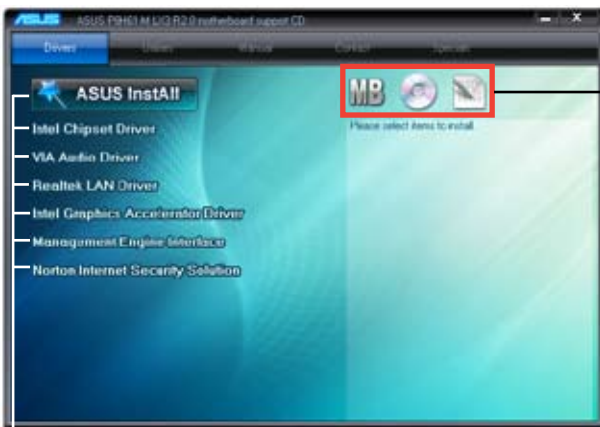 ASUS ASUS P8H61-M LX3 R2.0 motherboard support CD
Drivers Utilities Manual Contact Specials
ASUS InstAll
MB
Please select items to install
Intel Chipset Driver
VIA Audio Driver
Realtek LAN Driver
Intel Graphics Accelerator Driver
Management Engine Interface
Norton Internet Security Solution